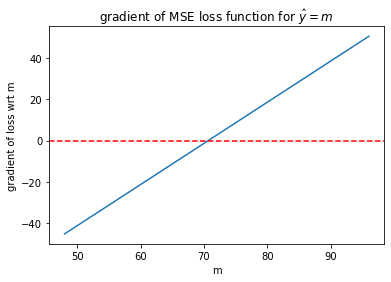 gradient of MSE loss function for ŷ = m
gradient of loss wrt m
40
20
0
−20
−40
50 60 70 80 90
m